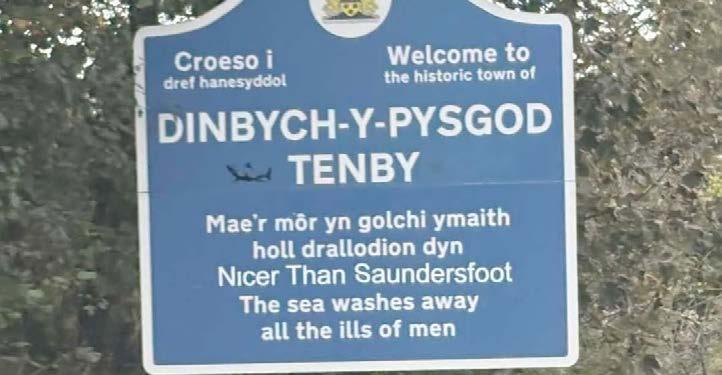 Croeso i
dref hanesyddol
Welcome to
the historic town of
DINBYCH-Y-PYSGOD
TENBY
Mae'r môr yn golchi ymaith
holl drallodion dyn
Nicer Than Saundersfoot
The sea washes away
all the ills of men